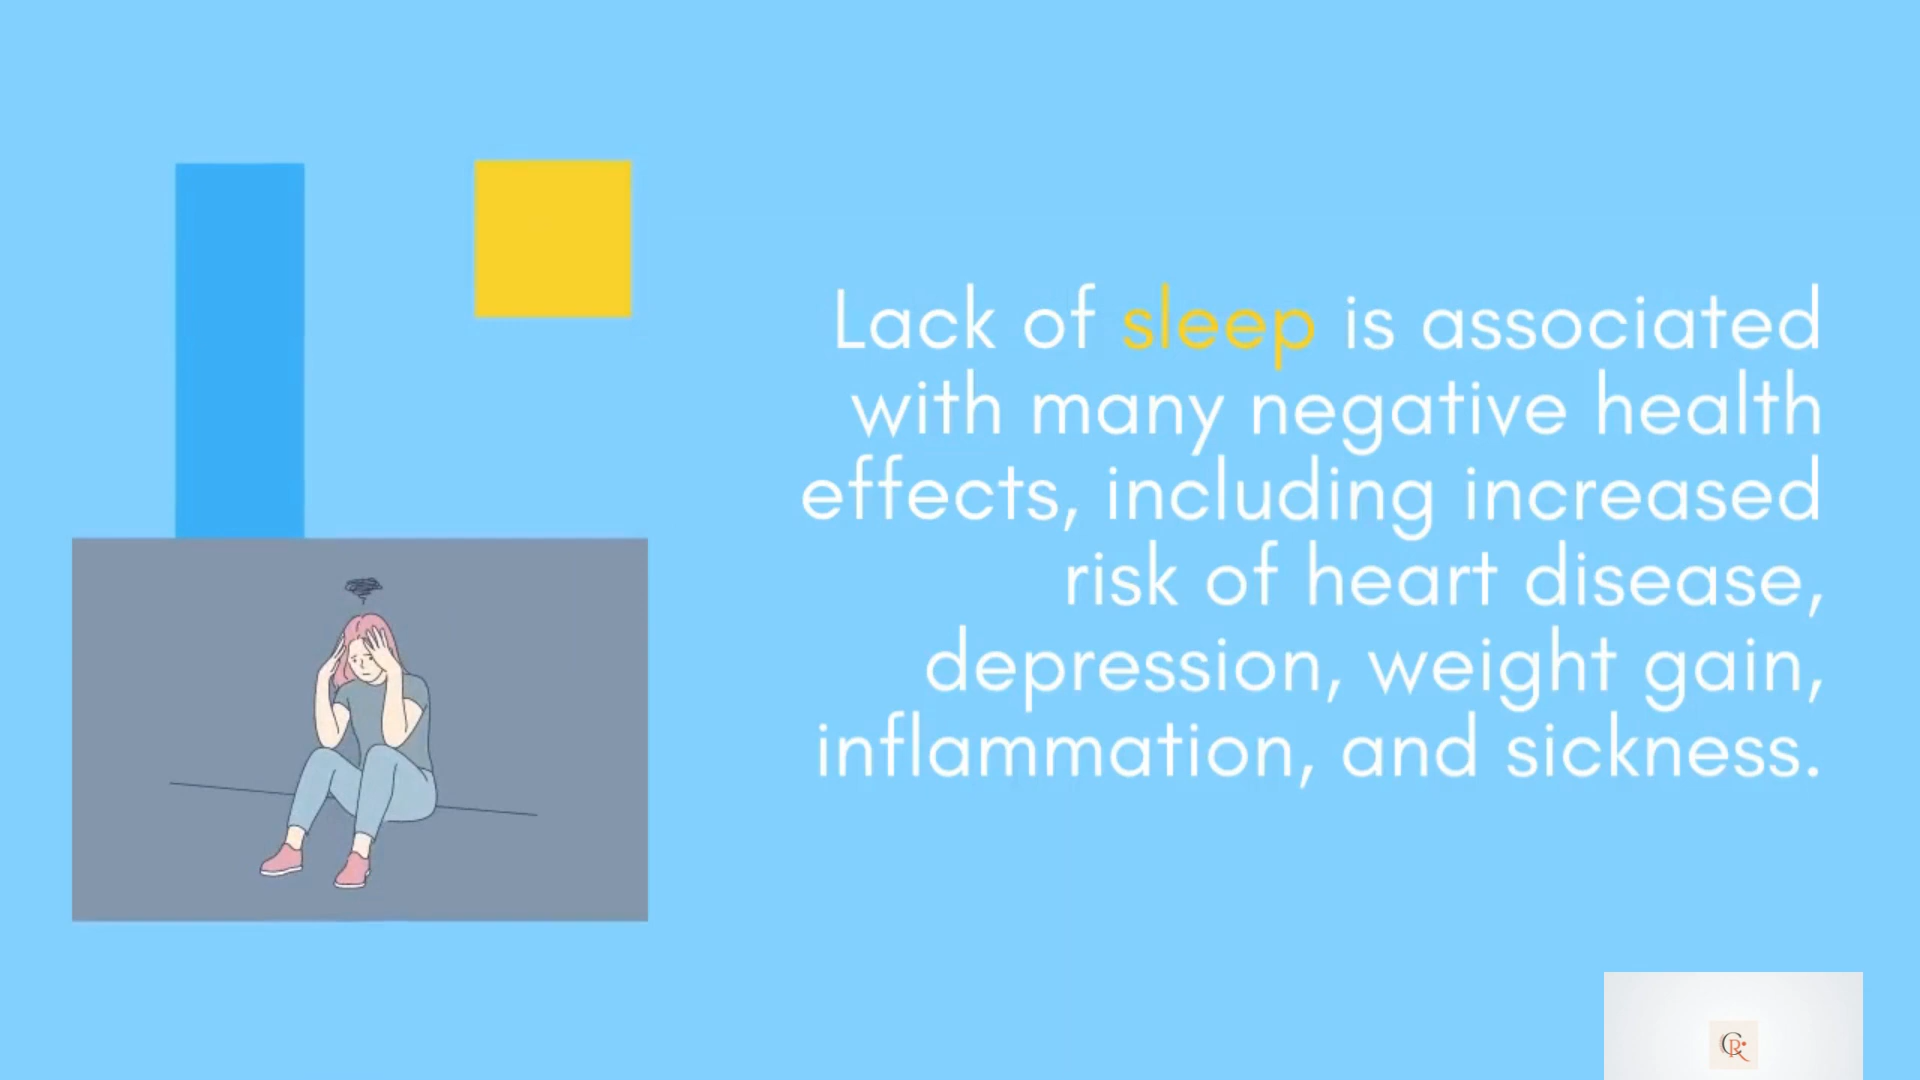 Lack of sleep is associated
with many negative health
effects, including increased
risk of heart disease,
depression, weight gain,
inflammation, and sickness.
CR